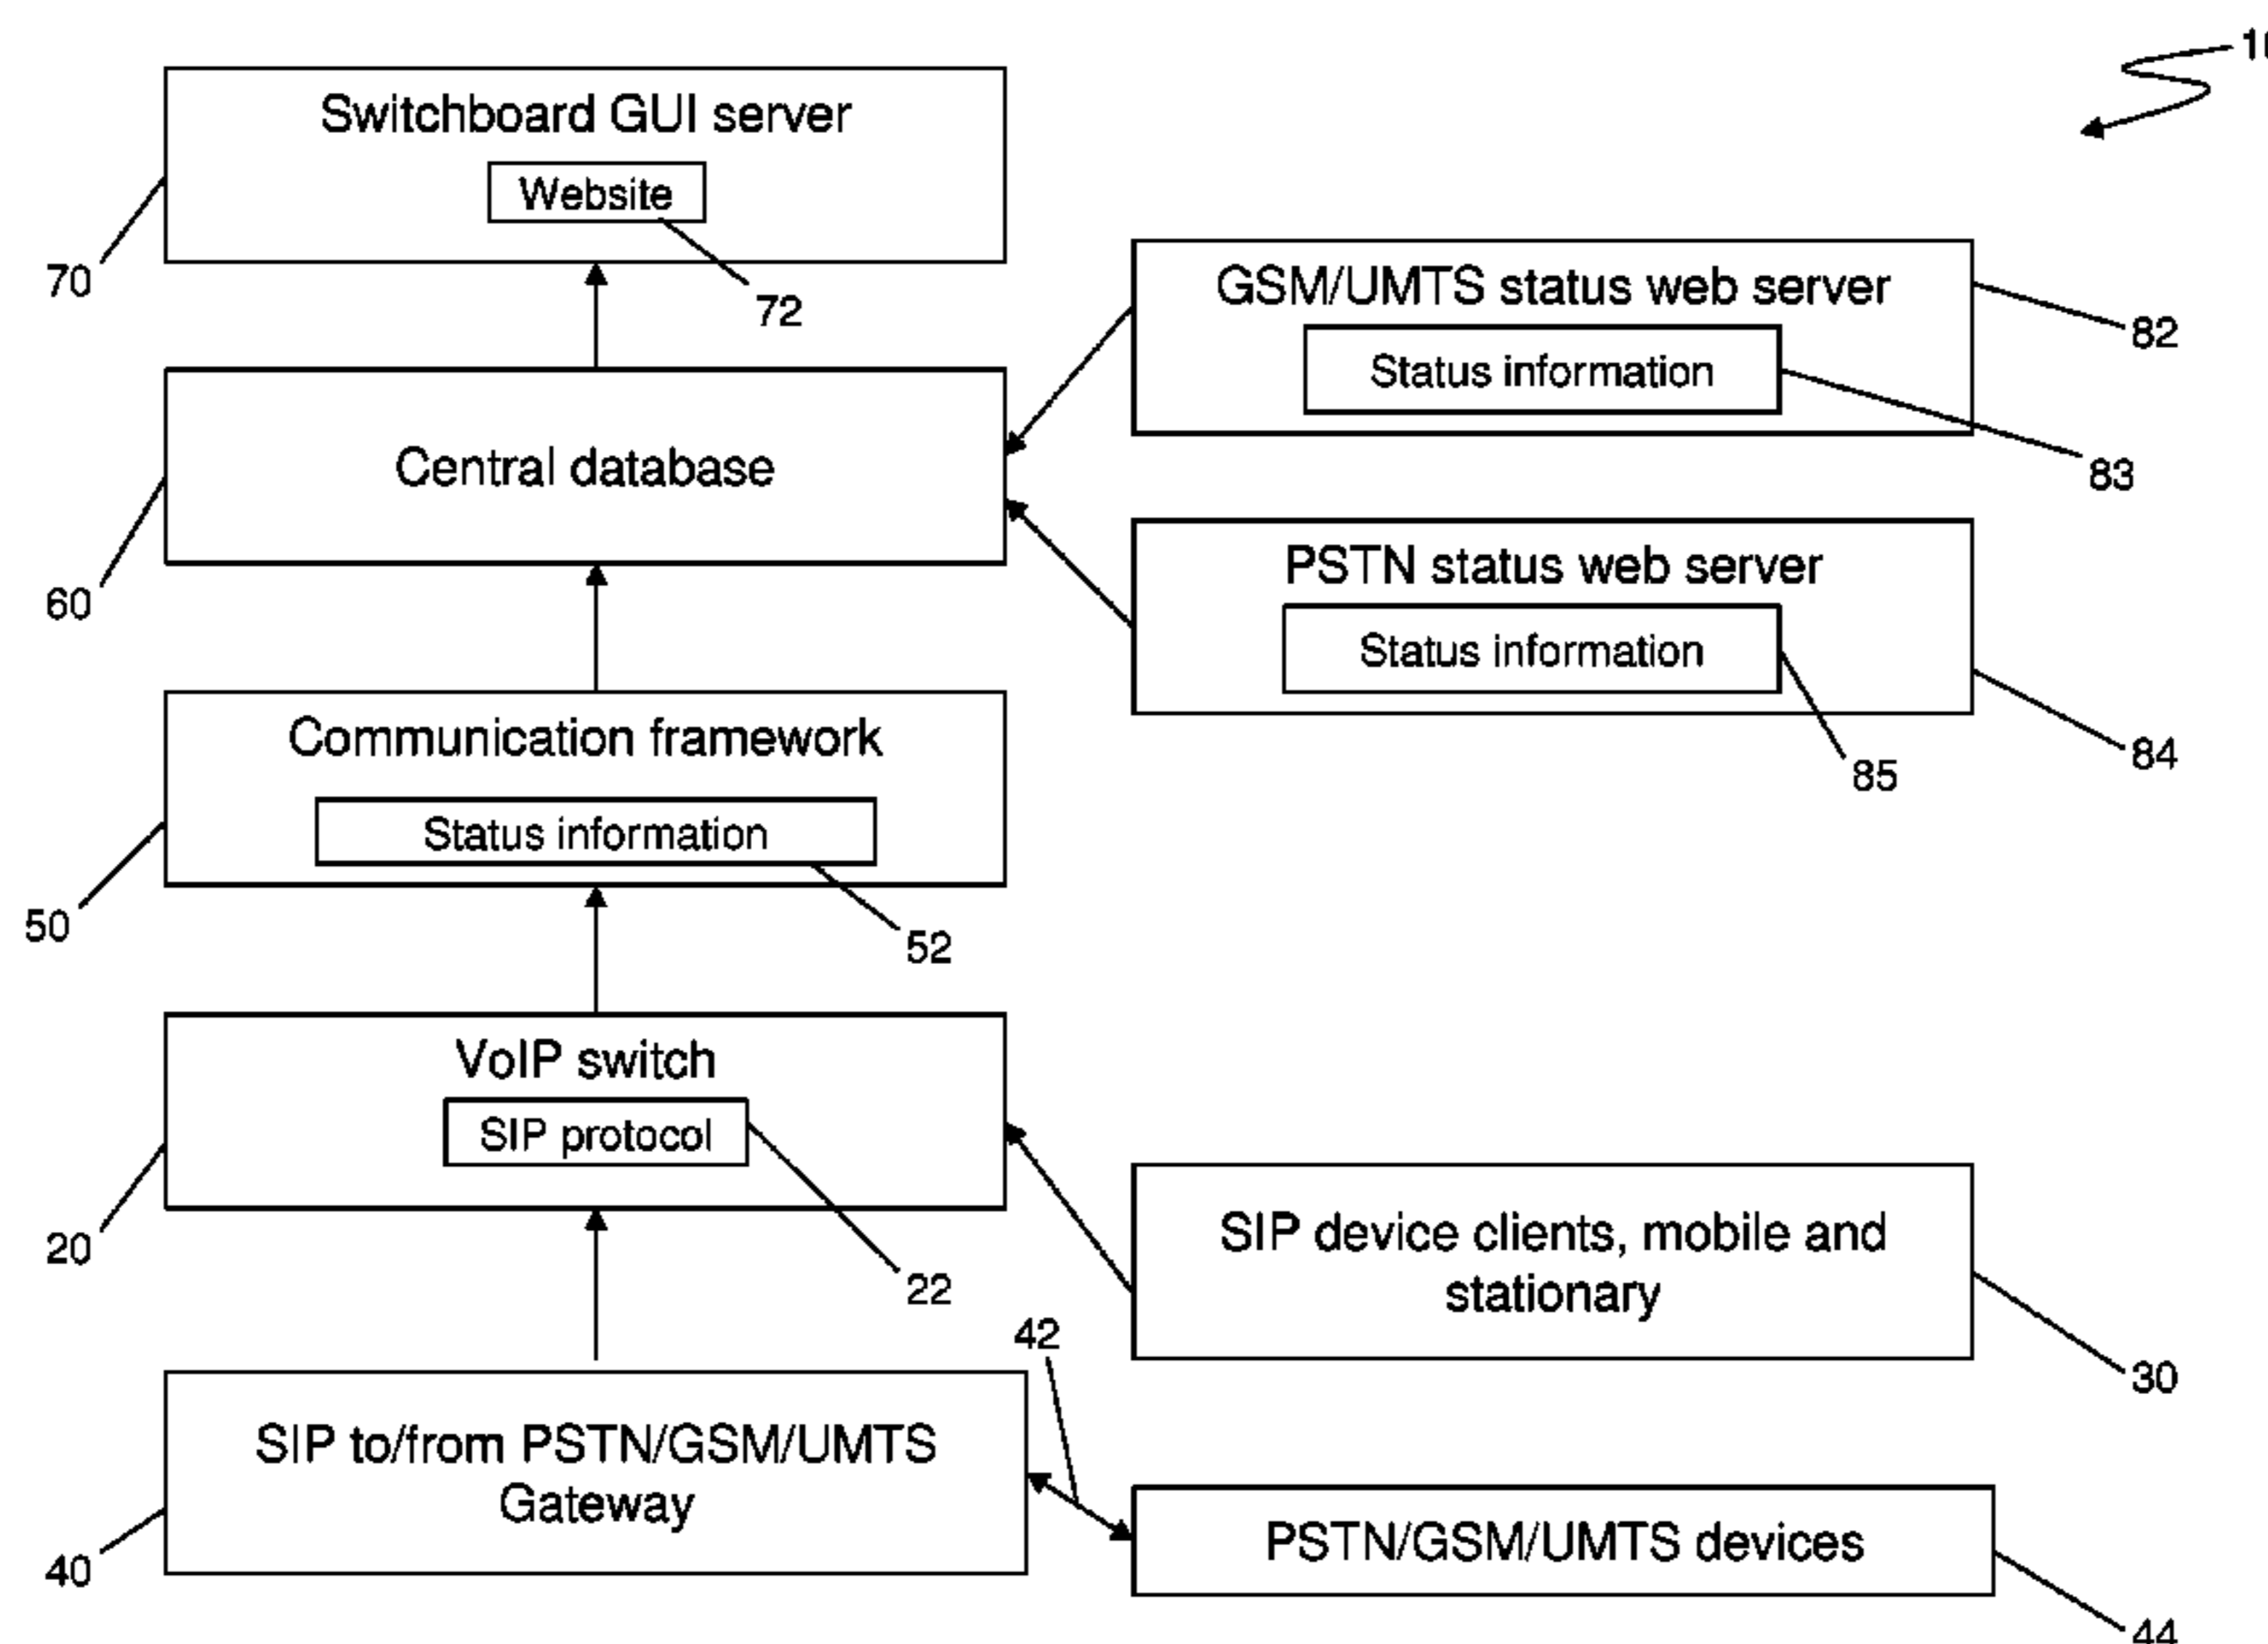 Switchboard GUI server
Website
70
72
GSM/UMTS status web server
Status information
82
83
Central database
60
PSTN status web server
Status information
84
85
Communication framework
Status information
50
52
VoIP switch
SIP protocol
20
22
SIP device clients, mobile and
stationary
30
42
SIP to/from PSTN/GSM/UMTS
Gateway
40
PSTN/GSM/UMTS devices
44